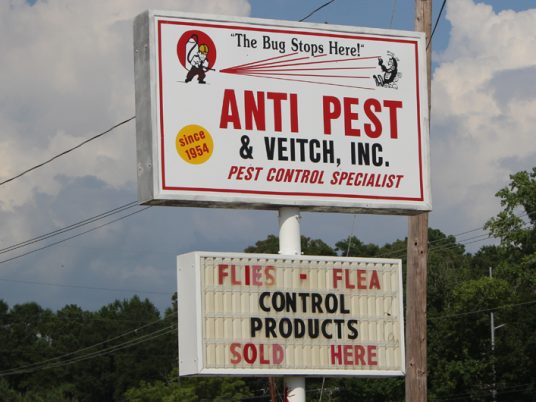 "The Bug Stops Here!"
ANTI PEST
since
1954
& VEITCH, INC.
PEST CONTROL SPECIALIST
FLIES - FLEA
CONTROL
PRODUCTS
SOLD HERE